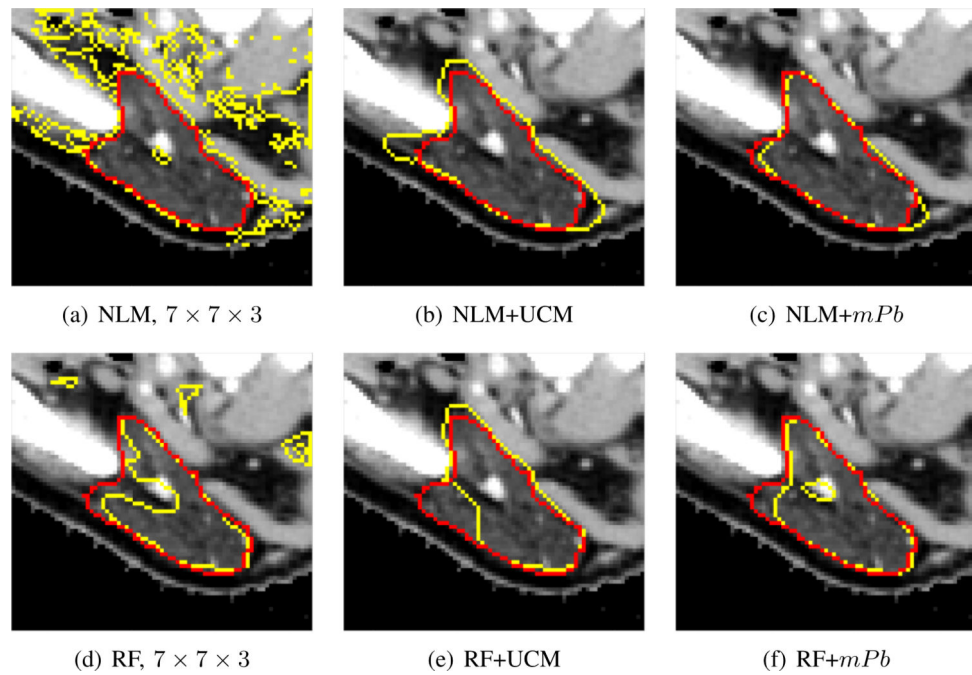 (a) NLM, 7 × 7 × 3
(b) NLM+UCM
(c) NLM+mPb
(d) RF, 7 × 7 × 3
(e) RF+UCM
(f) RF+mPb